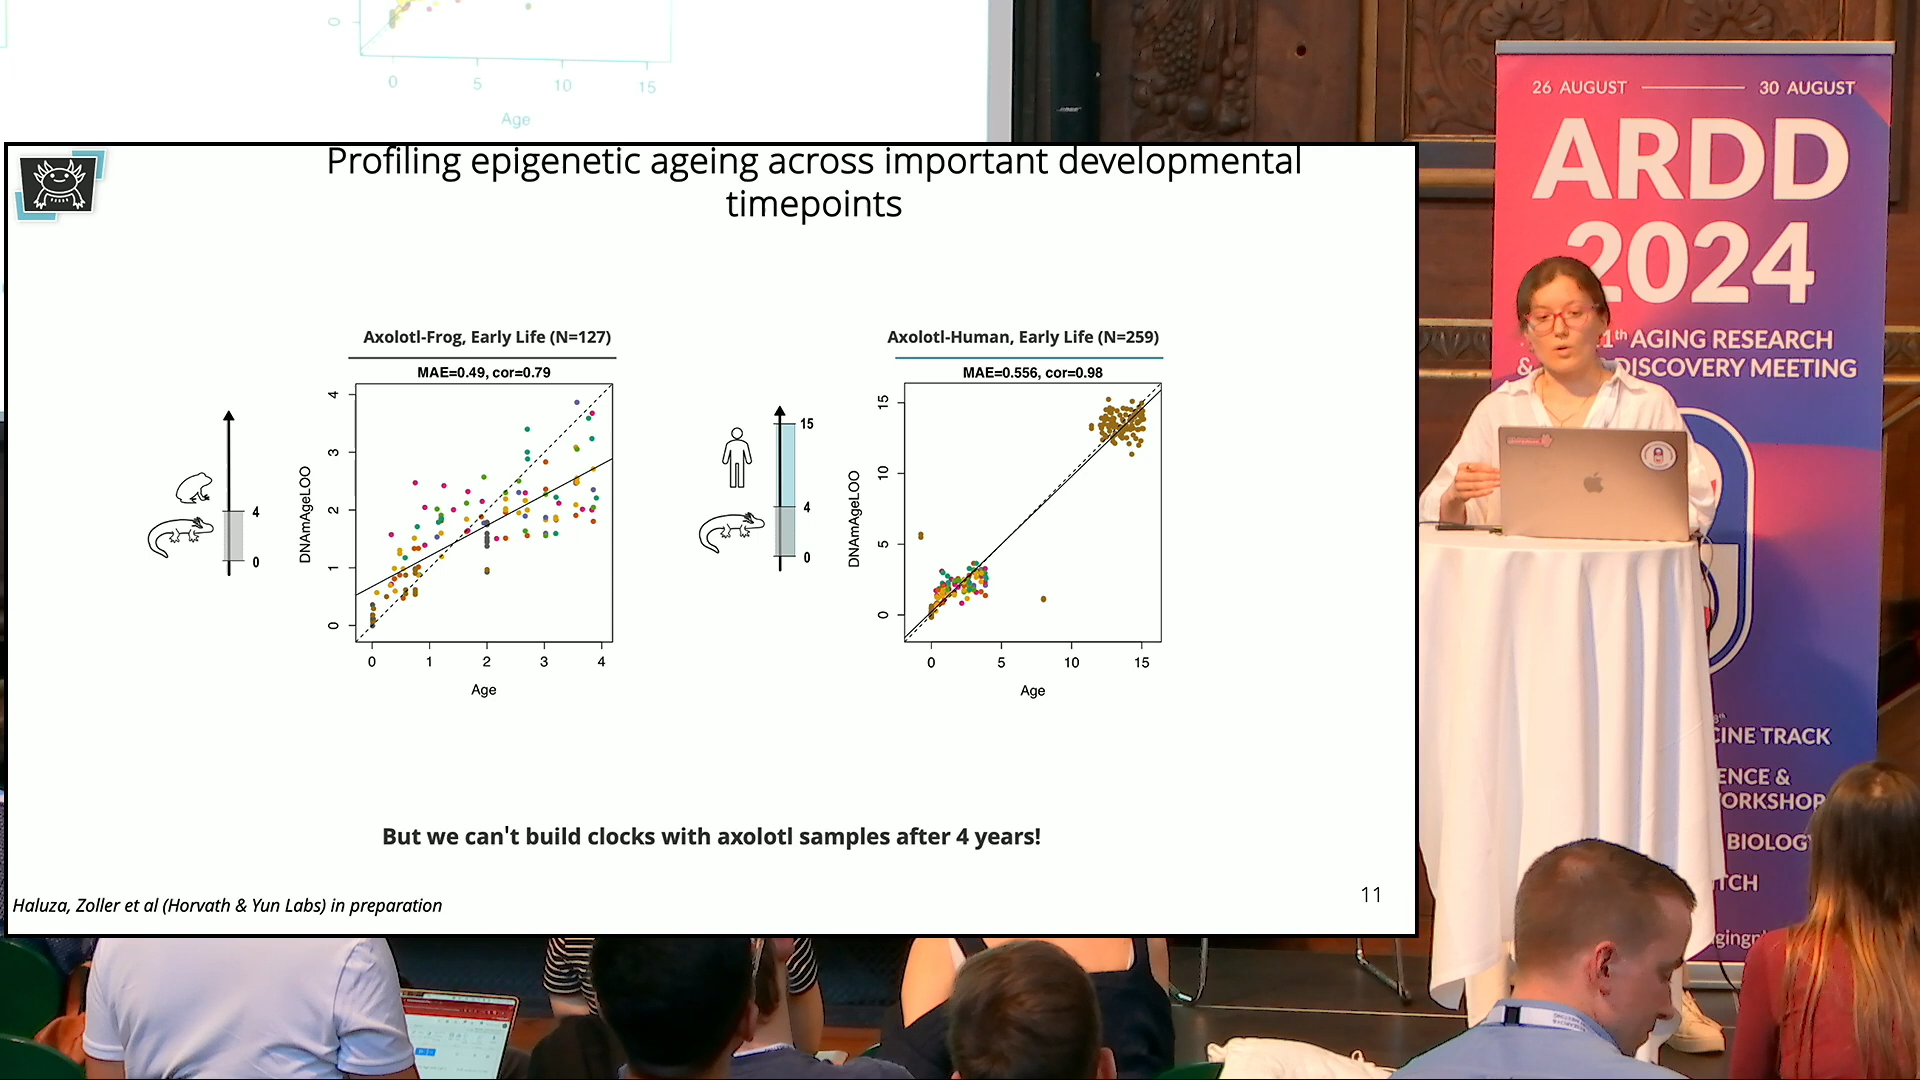 0
0 5 10 15
Age
Profiling epigenetic ageing across important developmental
timepoints
Axolotl-Frog, Early Life (N=127)
MAE=0.49, cor=0.79
4
3
2
1
0
DNAmAgeLOO
0 1 2 3 4
Age
4
0
Axolotl-Human, Early Life (N=259)
MAE=0.556, cor=0.98
15
10
5
0
DNAmAgeLOO
0 5 10 15
Age
15
4
0
But we can't build clocks with axolotl samples after 4 years!
Haluza, Zoller et al (Horvath & Yun Labs) in preparation
11
26 AUGUST 30 AUGUST
ARDD
2024
1th AGING RESEARCH
& DISCOVERY MEETING
CINE TRACK
ENCE &
ORKSHOP
BIOLOGY
TCH